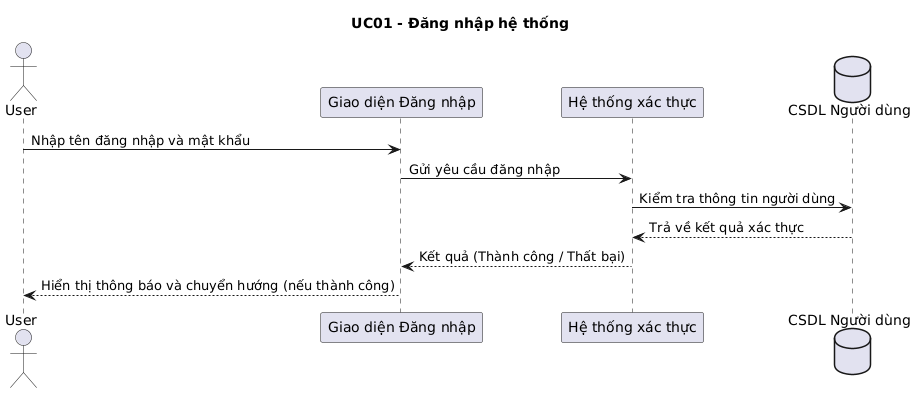 UC01 - Đăng nhập hệ thống
User
Giao diện Đăng nhập
Hệ thống xác thực
CSDL Người dùng
Nhập tên đăng nhập và mật khẩu
Gửi yêu cầu đăng nhập
Kiểm tra thông tin người dùng
Trả về kết quả xác thực
Kết quả (Thành công / Thất bại)
Hiển thị thông báo và chuyển hướng (nếu thành công)
User
Giao diện Đăng nhập
Hệ thống xác thực
CSDL Người dùng